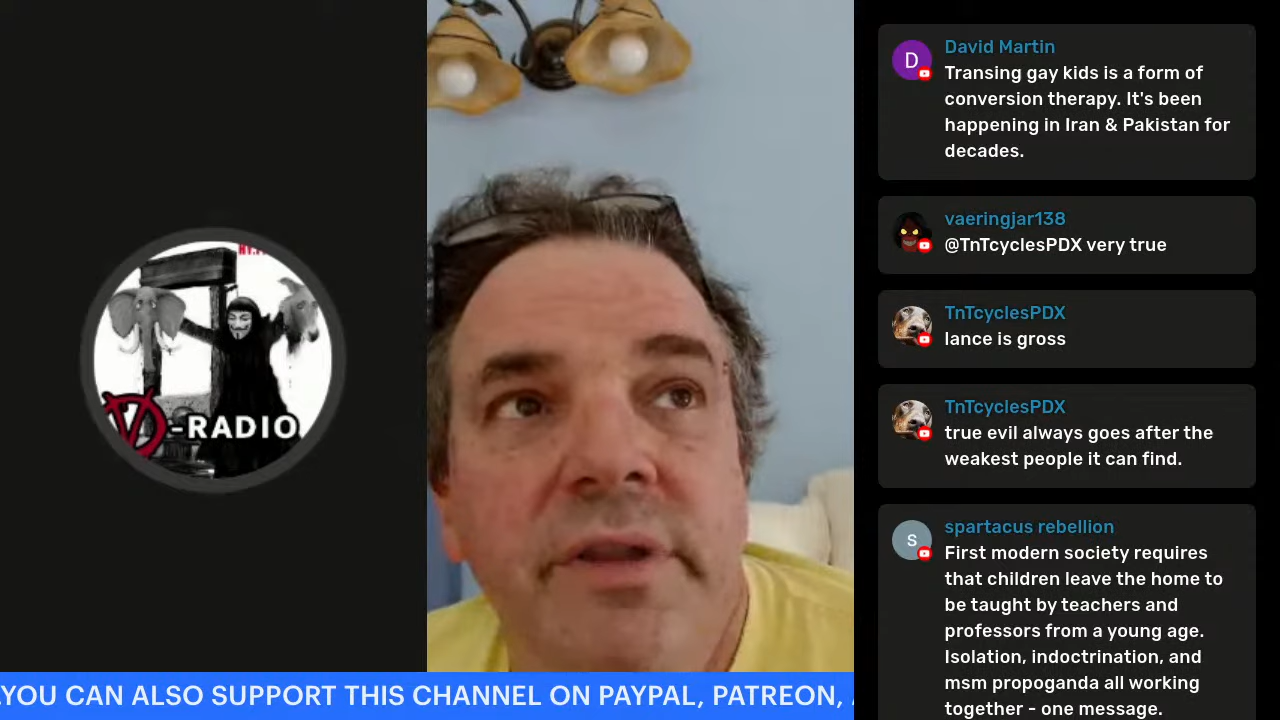 -RADIO
YOU CAN ALSO SUPPORT THIS CHANNEL ON PAYPAL, PATREON,
D
David Martin
Transing gay kids is a form of
conversion therapy. It's been
happening in Iran & Pakistan for
decades.
vaeringjar138
@TnTcyclesPDX very true
TnTcyclesPDX
lance is gross
TnTcyclesPDX
true evil always goes after the
weakest people it can find.
s
spartacus rebellion
First modern society requires
that children leave the home to
be taught by teachers and
professors from a young age.
Isolation, indoctrination, and
msm propoganda all working
together - one message.